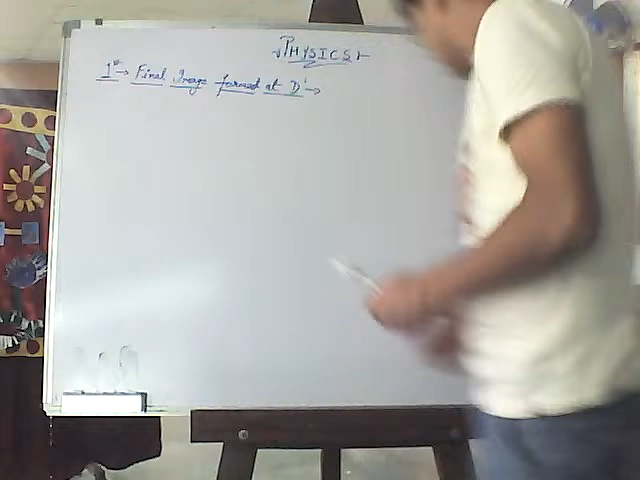 PHYSICS
1st → Final Image formed at D' →